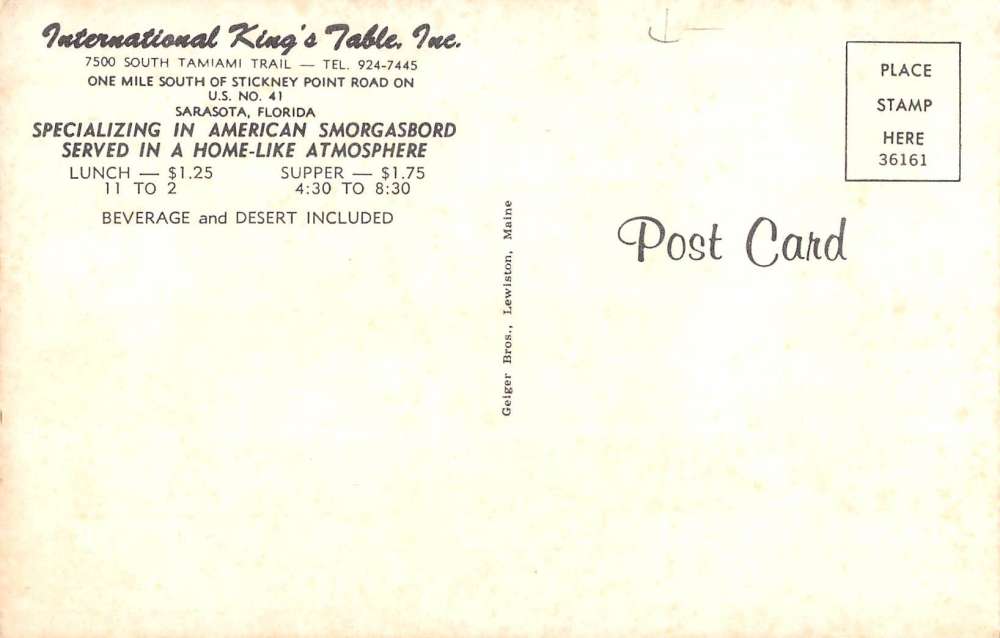 International King's Table, Inc.
7500 SOUTH TAMIAMI TRAIL — TEL. 924-7445
ONE MILE SOUTH OF STICKNEY POINT ROAD ON
U.S. NO. 41
SARASOTA, FLORIDA
SPECIALIZING IN AMERICAN SMORGASBORD
SERVED IN A HOME-LIKE ATMOSPHERE
LUNCH — $1.25 SUPPER — $1.75
11 TO 2 4:30 TO 8:30
BEVERAGE and DESERT INCLUDED
Geiger Bros., Lewiston, Maine
PLACE
STAMP
HERE
36161
Post Card